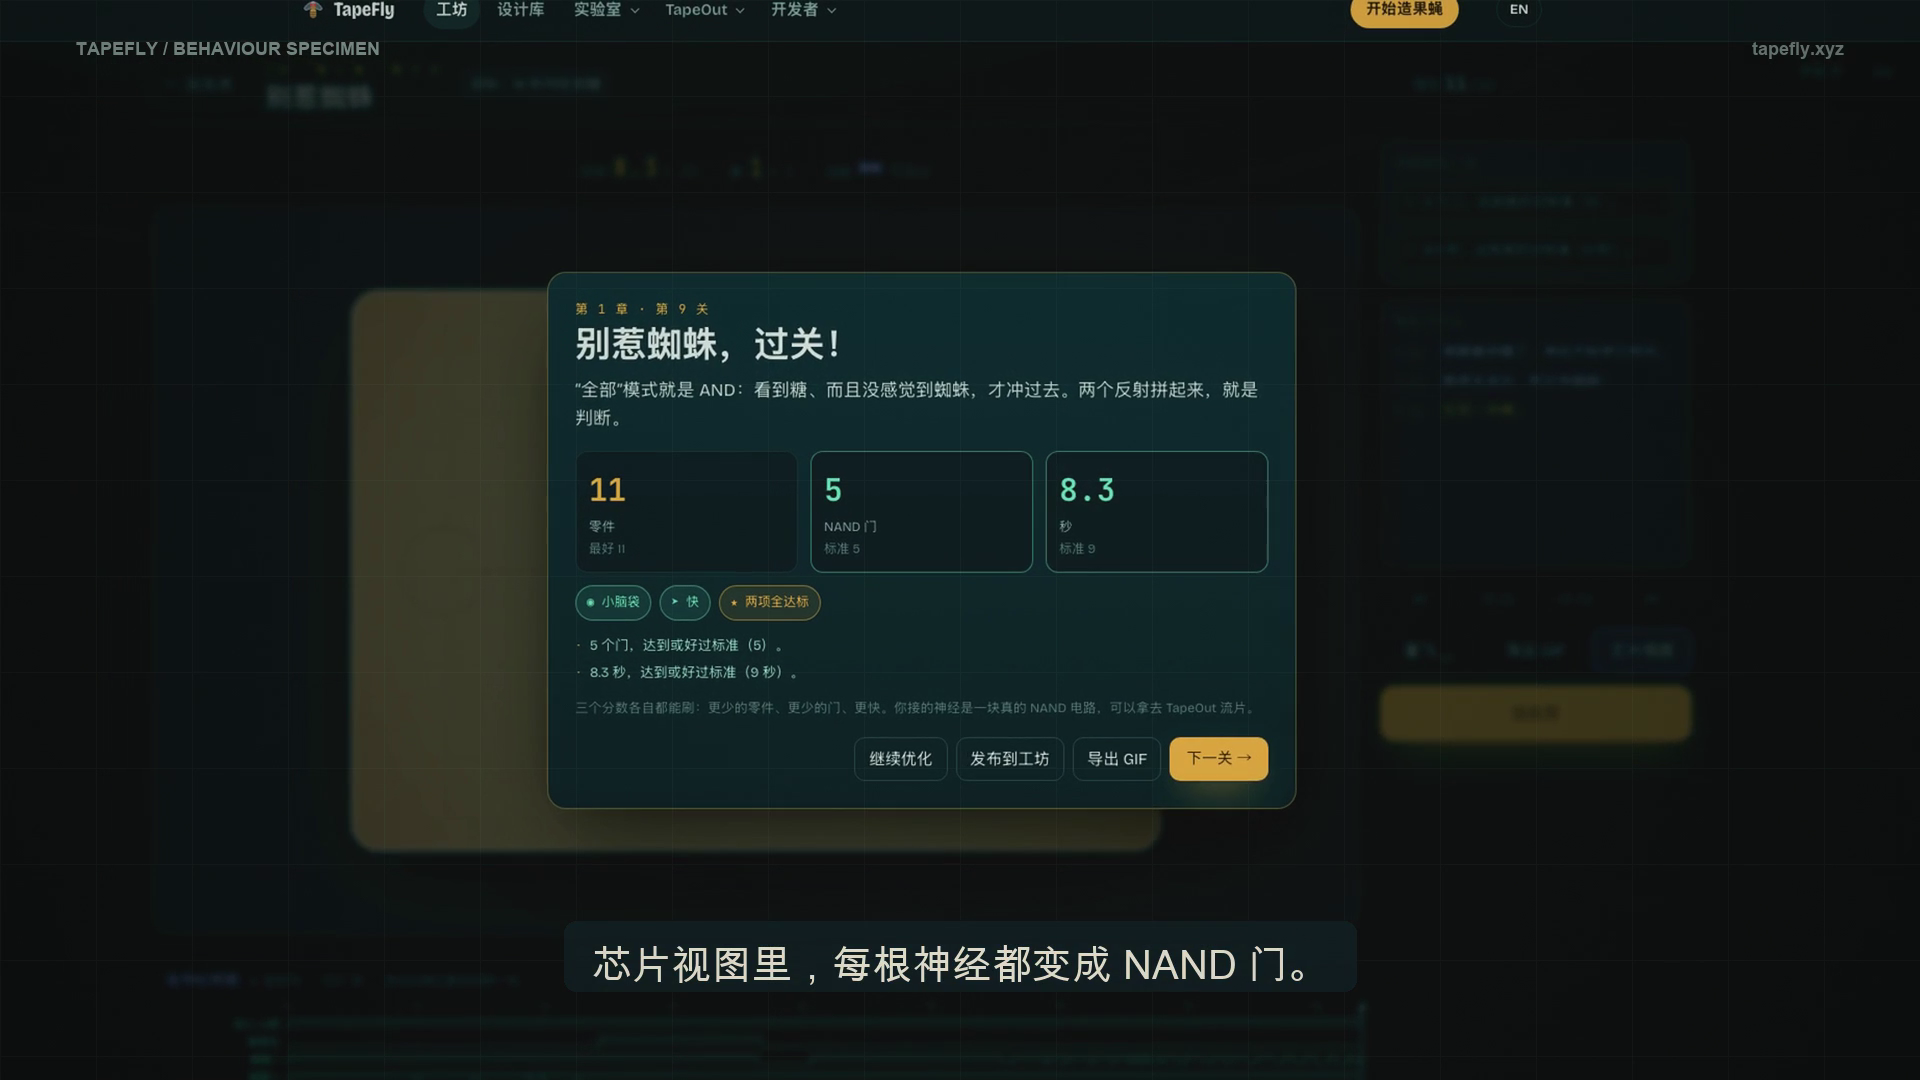 TapeFly 工坊 设计库 实验室 TapeOut 开发者 开始造果蝇 EN
TAPEFLY / BEHAVIOUR SPECIMEN
tapefly.xyz
别惹蜘蛛
第 1 章 · 第 9 关
别惹蜘蛛，过关！
“全部”模式就是 AND：看到糖、而且没感觉到蜘蛛，才冲过去。两个反射拼起来，就是
判断。
11
零件
最好 11
5
NAND 门
标准 5
8.3
秒
标准 9
小脑袋 快 两项全达标
· 5 个门，达到或好过标准（5）。
· 8.3 秒，达到或好过标准（9 秒）。
三个分数各自都能刷：更少的零件、更少的门、更快。你接的神经是一块真的 NAND 电路，可以拿去 TapeOut 流片。
继续优化 发布到工坊 导出 GIF 下一关 →
芯片视图里，每根神经都变成 NAND 门。